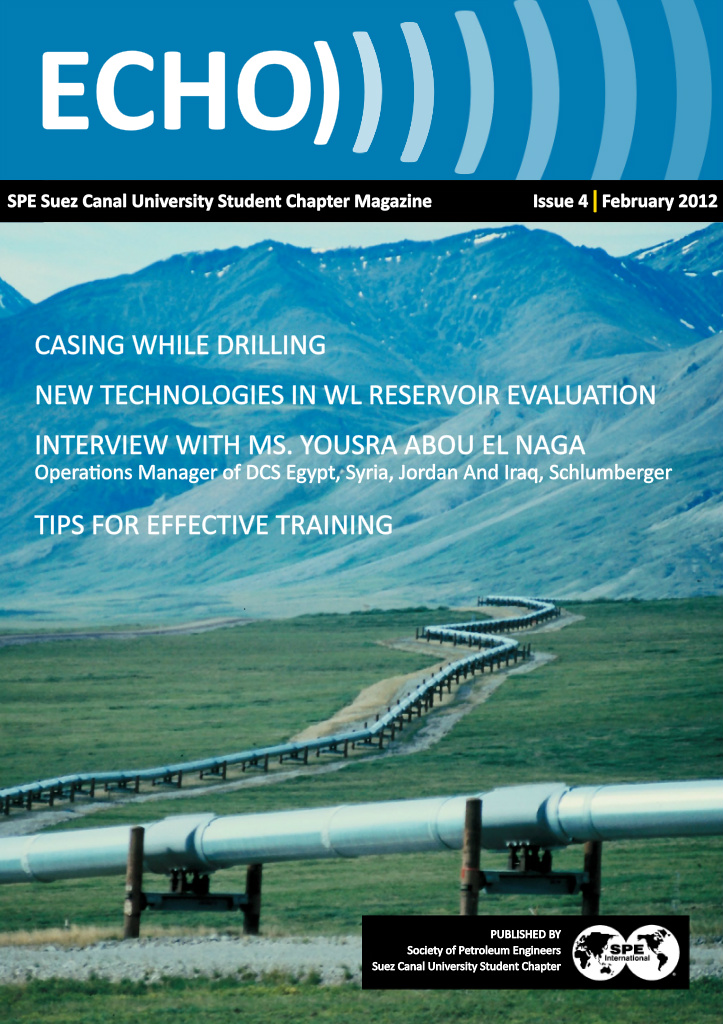 ECHO
SPE Suez Canal University Student Chapter Magazine
Issue 4 | February 2012
CASING WHILE DRILLING
NEW TECHNOLOGIES IN WL RESERVOIR EVALUATION
INTERVIEW WITH MS. YOUSRA ABOU EL NAGA
Operations Manager of DCS Egypt, Syria, Jordan And Iraq, Schlumberger
TIPS FOR EFFECTIVE TRAINING
PUBLISHED BY
Society of Petroleum Engineers
Suez Canal University Student Chapter
SPE
International